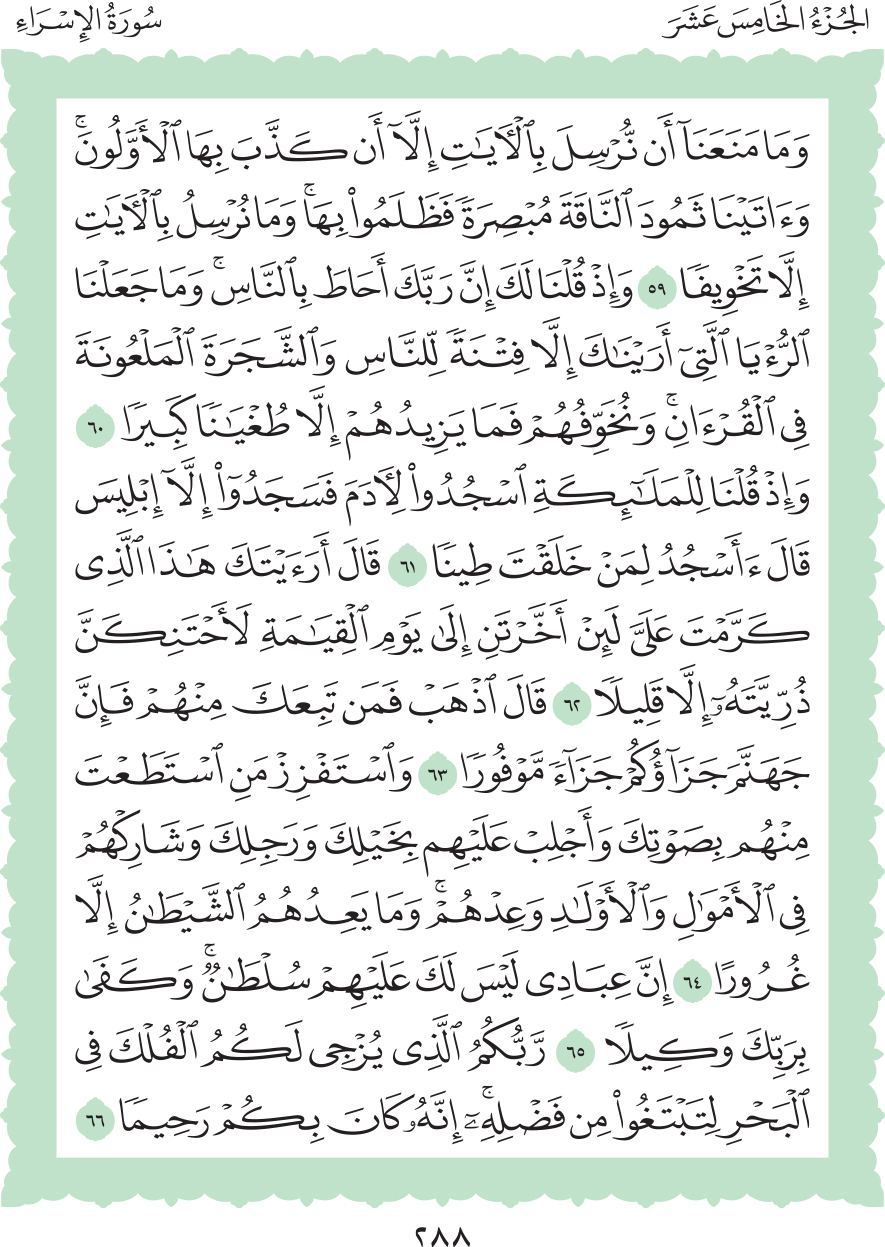 الجُزْءُ الخَامِسَ عَشَرَ
سُورَةُ الإِسْرَاءِ
وَمَا مَنَعَنَآ أَن نُّرْسِلَ بِٱلْأٓيَٰتِ إِلَّآ أَن كَذَّبَ بِهَا ٱلْأَوَّلُونَۚ
وَءَاتَيْنَا ثَمُودَ ٱلنَّاقَةَ مُبْصِرَةً فَظَلَمُوا۟ بِهَاۚ وَمَا نُرْسِلُ بِٱلْأٓيَٰتِ
إِلَّا تَخْوِيفًا ٥٩ وَإِذْ قُلْنَا لَكَ إِنَّ رَبَّكَ أَحَاطَ بِٱلنَّاسِۚ وَمَا جَعَلْنَا
ٱلرُّءْيَا ٱلَّتِىٓ أَرَيْنَٰكَ إِلَّا فِتْنَةً لِّلنَّاسِ وَٱلشَّجَرَةَ ٱلْمَلْعُونَةَ
فِى ٱلْقُرْءَانِۚ وَنُخَوِّفُهُمْ فَمَا يَزِيدُهُمْ إِلَّا طُغْيَٰنًا كَبِيرًا ٦٠
وَإِذْ قُلْنَا لِلْمَلَٰٓئِكَةِ ٱسْجُدُوا۟ لِأٓدَمَ فَسَجَدُوٓا۟ إِلَّآ إِبْلِيسَ
قَالَ ءَأَسْجُدُ لِمَنْ خَلَقْتَ طِينًا ٦١ قَالَ أَرَءَيْتَكَ هَٰذَا ٱلَّذِى
كَرَّمْتَ عَلَىَّ لَئِنْ أَخَّرْتَنِ إِلَىٰ يَوْمِ ٱلْقِيَٰمَةِ لَأَحْتَنِكَنَّ
ذُرِّيَّتَهُۥٓ إِلَّا قَلِيلًا ٦٢ قَالَ ٱذْهَبْ فَمَن تَبِعَكَ مِنْهُمْ فَإِنَّ
جَهَنَّمَ جَزَآؤُكُمْ جَزَآءً مَّوْفُورًا ٦٣ وَٱسْتَفْزِزْ مَنِ ٱسْتَطَعْتَ
مِنْهُم بِصَوْتِكَ وَأَجْلِبْ عَلَيْهِم بِخَيْلِكَ وَرَجِلِكَ وَشَارِكْهُمْ
فِى ٱلْأَمْوَٰلِ وَٱلْأَوْلَٰدِ وَعِدْهُمْۚ وَمَا يَعِدُهُمُ ٱلشَّيْطَٰنُ إِلَّا
غُرُورًا ٦٤ إِنَّ عِبَادِى لَيْسَ لَكَ عَلَيْهِمْ سُلْطَٰنٌۚ وَكَفَىٰ
بِرَبِّكَ وَكِيلًا ٦٥ رَّبُّكُمُ ٱلَّذِى يُزْجِى لَكُمُ ٱلْفُلْكَ فِى
ٱلْبَحْرِ لِتَبْتَغُوا۟ مِن فَضْلِهِۦٓۚ إِنَّهُۥ كَانَ بِكُمْ رَحِيمًا ٦٦
٢٨٨